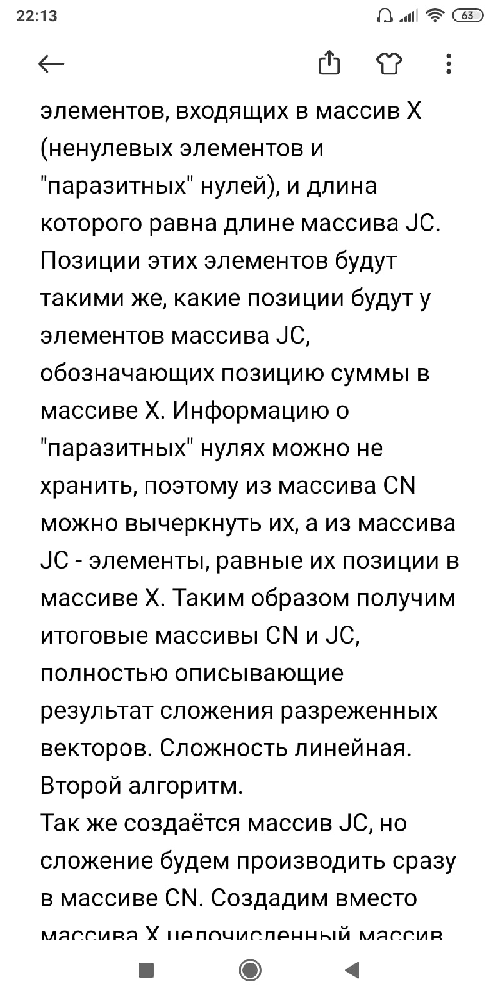 22:13
63
элементов, входящих в массив X
(ненулевых элементов и
"паразитных" нулей), и длина
которого равна длине массива JC.
Позиции этих элементов будут
такими же, какие позиции будут у
элементов массива JC,
обозначающих позицию суммы в
массиве X. Информацию о
"паразитных" нулях можно не
хранить, поэтому из массива CN
можно вычеркнуть их, а из массива
JC - элементы, равные их позиции в
массиве X. Таким образом получим
итоговые массивы CN и JC,
полностью описывающие
результат сложения разреженных
векторов. Сложность линейная.
Второй алгоритм.
Так же создаётся массив JC, но
сложение будем производить сразу
в массиве CN. Создадим вместо
массива X целочисленный массив